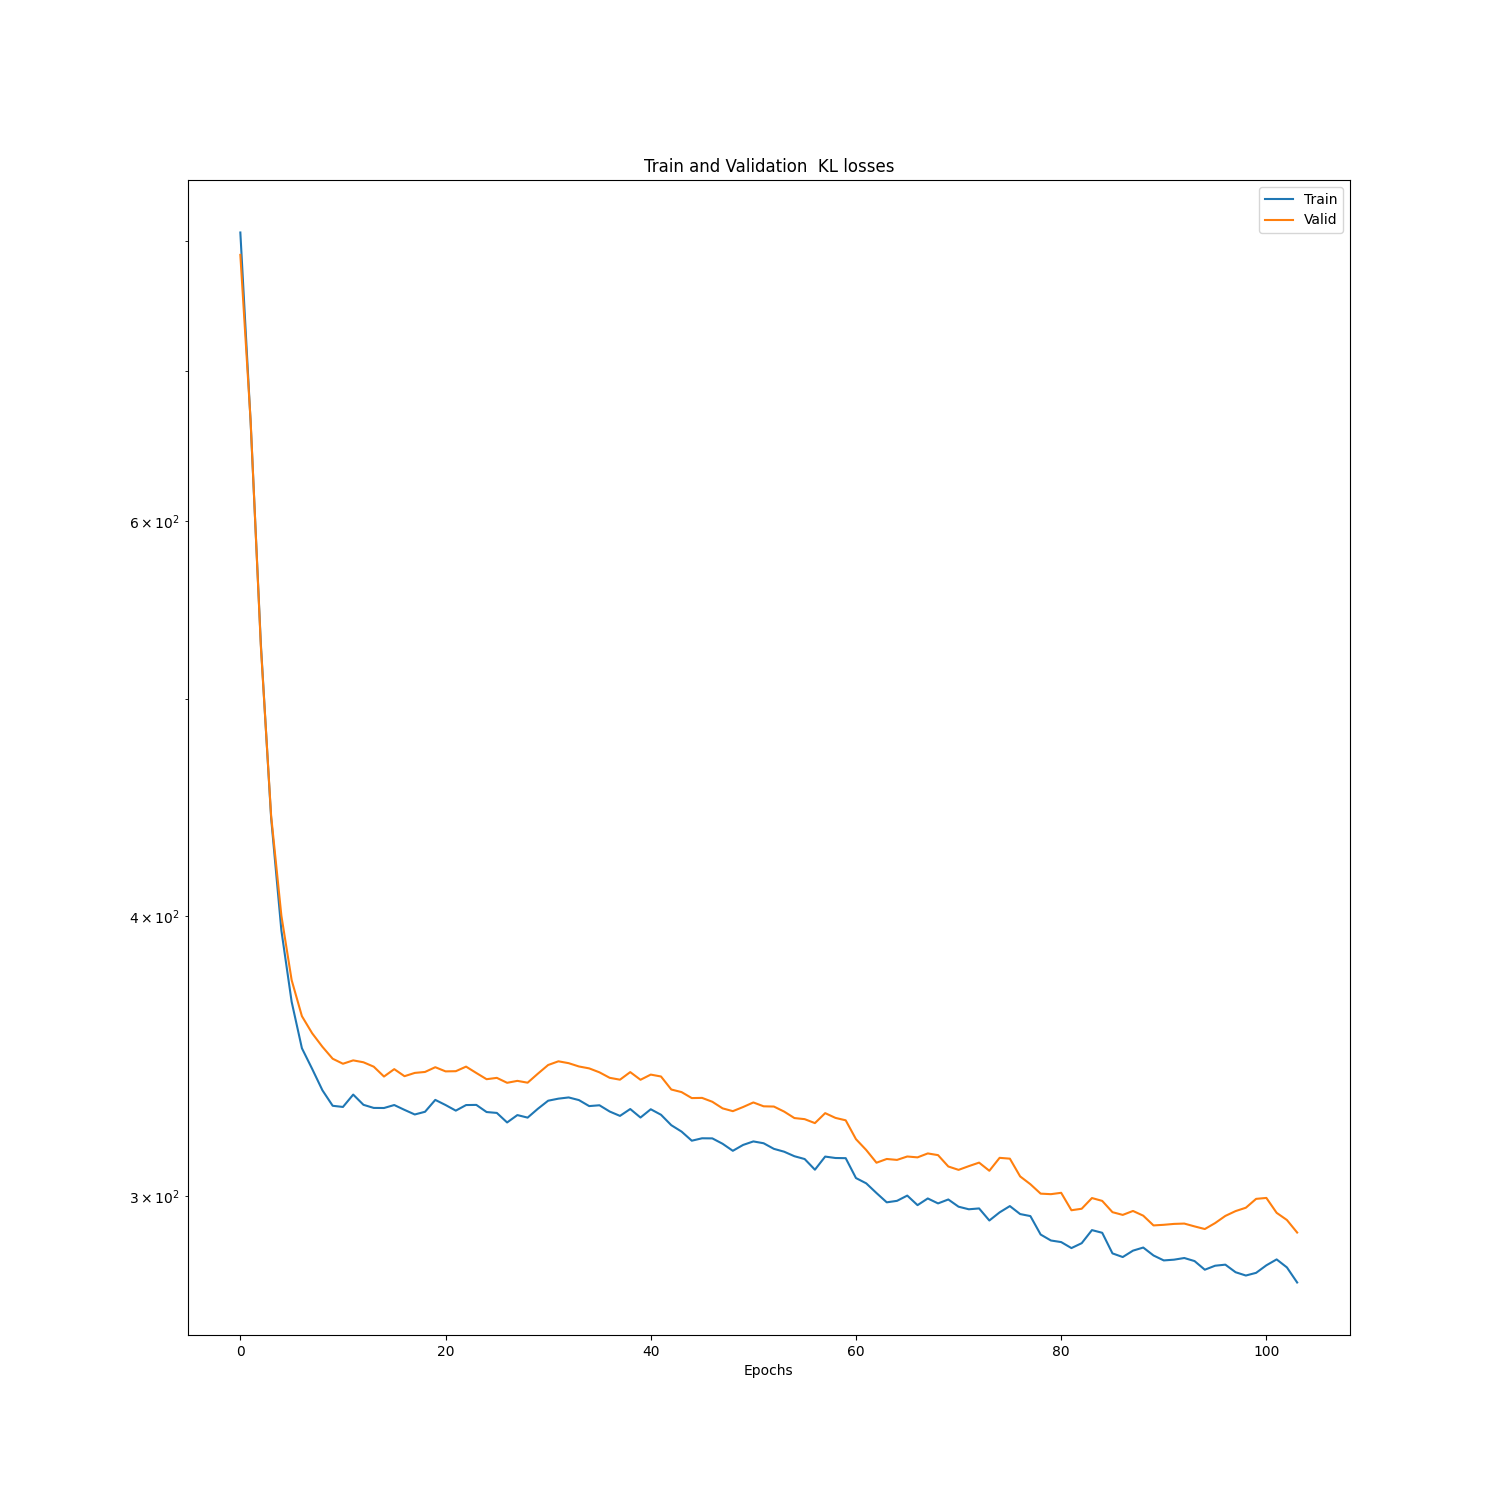 Train and Validation  KL losses
Train
Valid
6 × 10²
4 × 10²
3 × 10²
0 20 40 60 80 100
Epochs